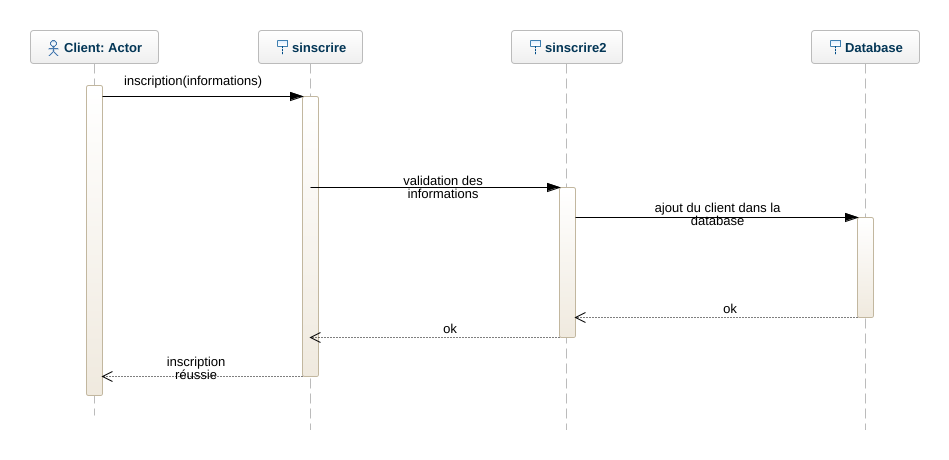 Client: Actor
sinscrire
sinscrire2
Database
inscription(informations)
validation des
informations
ajout du client dans la
database
ok
ok
inscription
réussie